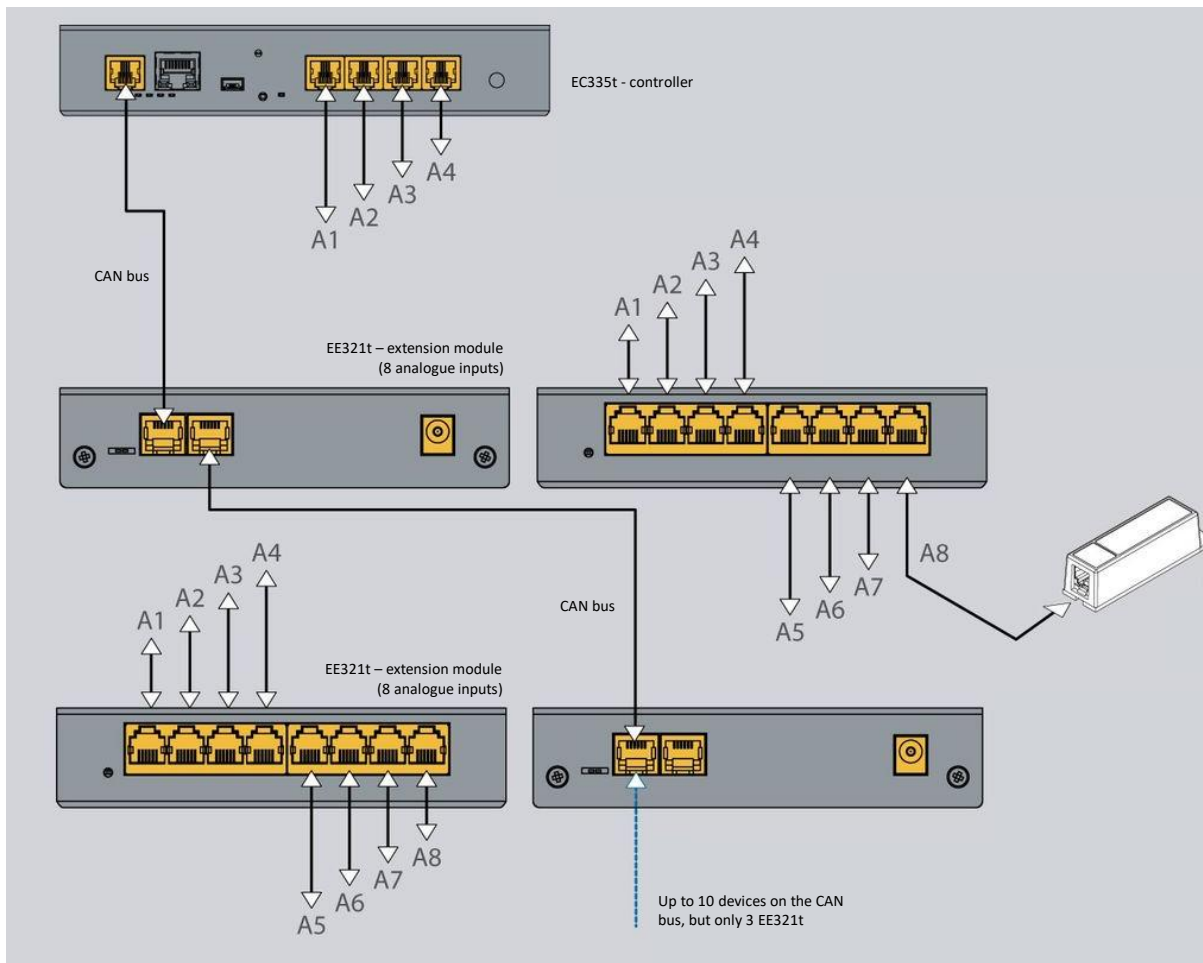 EC335t - controller
A4
A3
A2
A1
A4
A3
A2
A1
CAN bus
EE321t – extension module
(8 analogue inputs)
A8
A7
A6
A5
A4
A3
A2
A1
CAN bus
EE321t – extension module
(8 analogue inputs)
A8
A7
A6
A5
Up to 10 devices on the CAN
bus, but only 3 EE321t